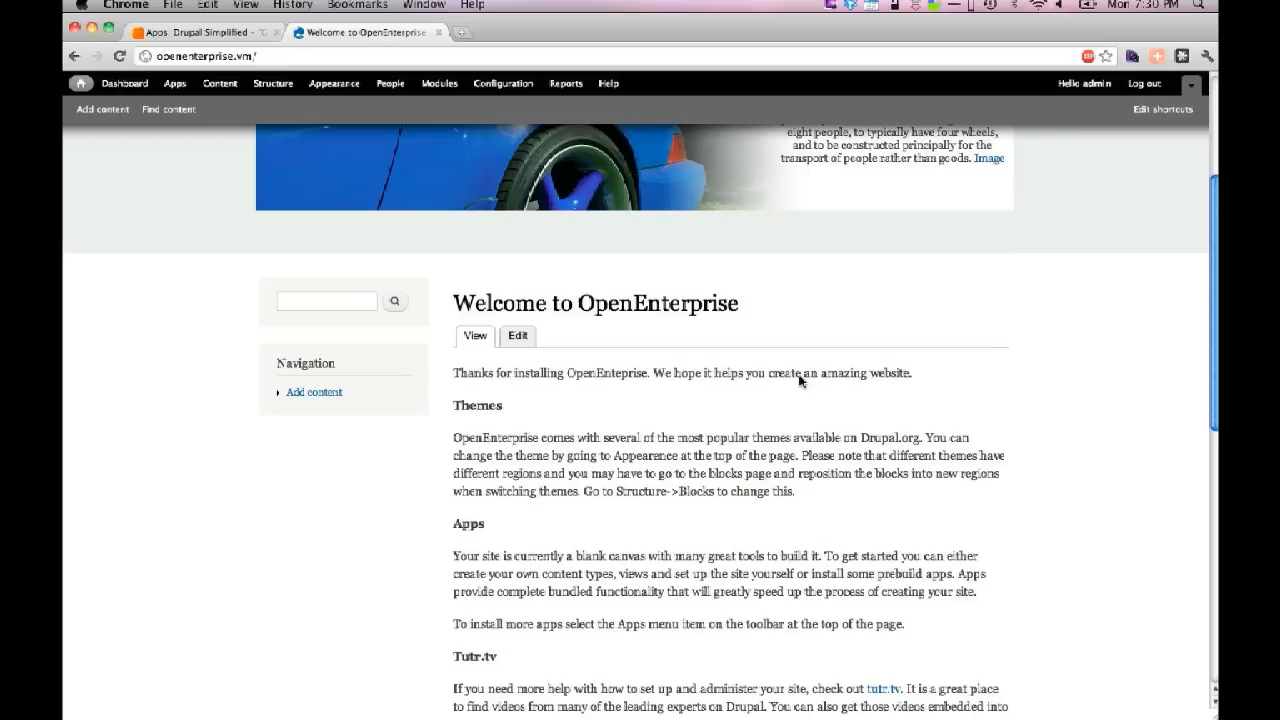 Chrome File Edit View History Bookmarks Window Help Mon 7:30 PM
Apps Drupal Simplified Welcome to OpenEnterprise
openenterprise.vm/
Dashboard Apps Content Structure Appearance People Modules Configuration Reports Help Hello admin Log out
Add content Find content Edit shortcuts
eight people, to typically have four wheels,
and to be constructed principally for the
transport of people rather than goods. Image
Welcome to OpenEnterprise
View Edit
Navigation
Add content
Thanks for installing OpenEnteprise. We hope it helps you create an amazing website.
Themes
OpenEnterprise comes with several of the most popular themes available on Drupal.org. You can
change the theme by going to Appearence at the top of the page. Please note that different themes have
different regions and you may have to go to the blocks page and reposition the blocks into new regions
when switching themes. Go to Structure->Blocks to change this.
Apps
Your site is currently a blank canvas with many great tools to build it. To get started you can either
create your own content types, views and set up the site yourself or install some prebuild apps. Apps
provide complete bundled functionality that will greatly speed up the process of creating your site.
To install more apps select the Apps menu item on the toolbar at the top of the page.
Tutr.tv
If you need more help with how to set up and administer your site, check out tutr.tv. It is a great place
to find videos from many of the leading experts on Drupal. You can also get those videos embedded into